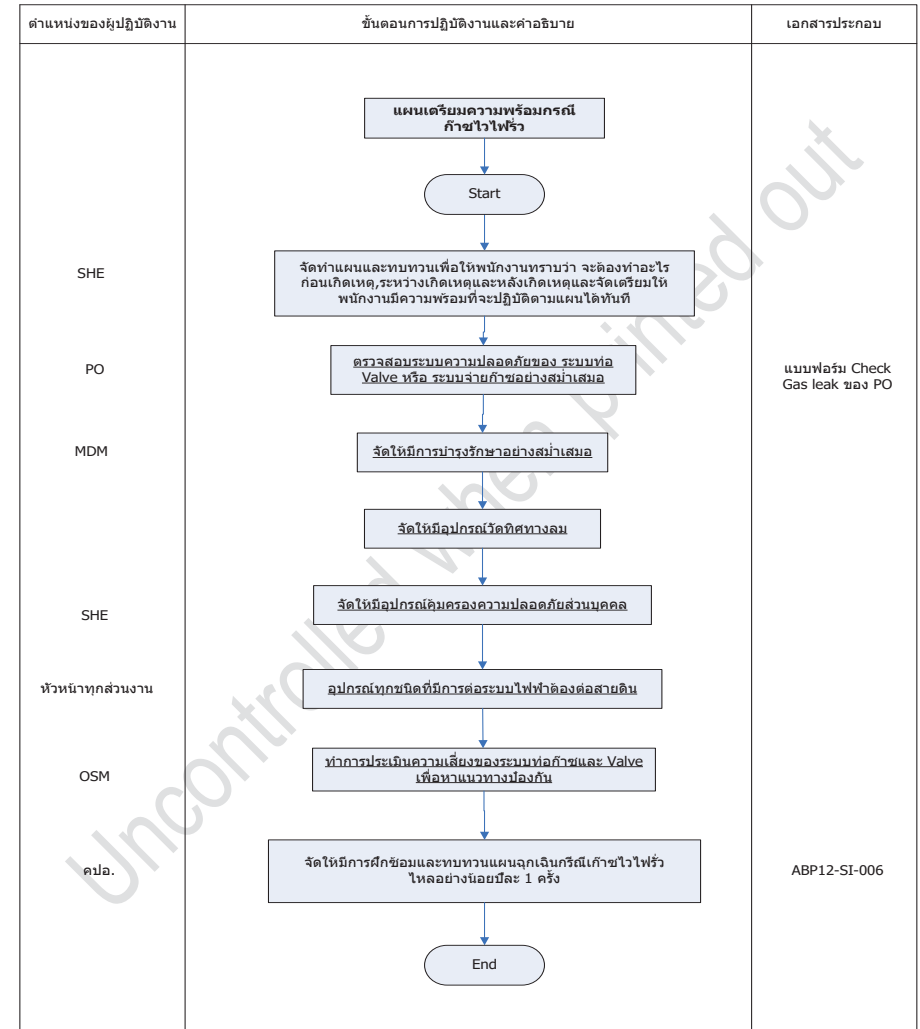 ตำแหน่งของผู้ปฏิบัติงาน
ขั้นตอนการปฏิบัติงานและคำอธิบาย
เอกสารประกอบ
แผนเตรียมความพร้อมกรณี
ก๊าซไวไฟรั่ว
Start
SHE
จัดทำแผนและทบทวนเพื่อให้พนักงานทราบว่า จะต้องทำอะไร
ก่อนเกิดเหตุ,ระหว่างเกิดเหตุและหลังเกิดเหตุและจัดเตรียมให้
พนักงานมีความพร้อมที่จะปฏิบัติตามแผนได้ทันที
PO
ตรวจสอบระบบความปลอดภัยของ ระบบท่อ
Valve หรือ ระบบจ่ายก๊าซอย่างสม่ำเสมอ
แบบฟอร์ม Check
Gas leak ของ PO
MDM
จัดให้มีการบำรุงรักษาอย่างสม่ำเสมอ
จัดให้มีอุปกรณ์วัดทิศทางลม
SHE
จัดให้มีอุปกรณ์คุ้มครองความปลอดภัยส่วนบุคคล
หัวหน้าทุกส่วนงาน
อุปกรณ์ทุกชนิดที่มีการต่อระบบไฟฟ้าต้องต่อสายดิน
OSM
ทำการประเมินความเสี่ยงของระบบท่อก๊าซและ Valve
เพื่อหาแนวทางป้องกัน
คปอ.
จัดให้มีการฝึกซ้อมและทบทวนแผนฉุกเฉินกรีณีเก๊าซไวไฟรั่ว
ไหลอย่างน้อยปีละ 1 ครั้ง
ABP12-SI-006
End
Uncontrolled when printed out